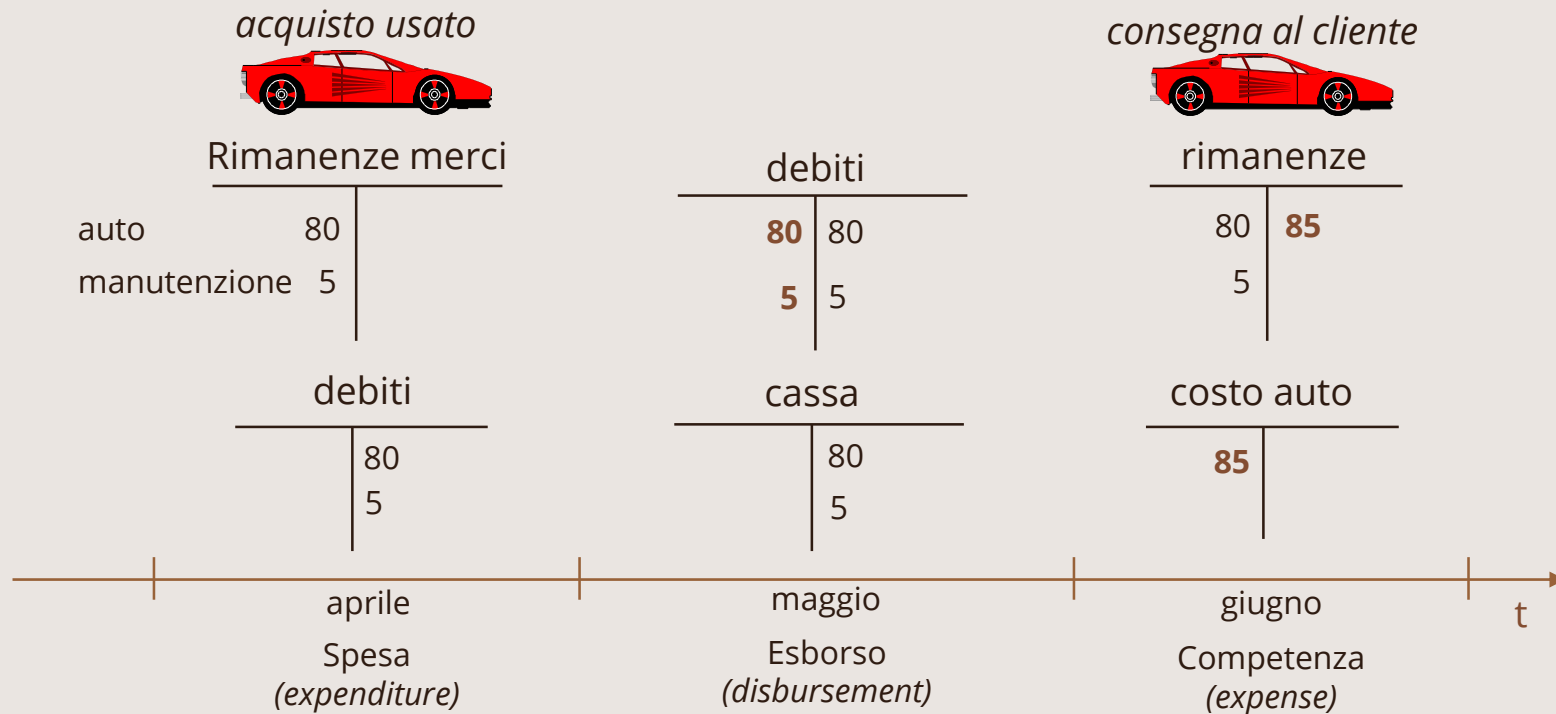 acquisto usato
Rimanenze merci
auto 80
manutenzione 5
debiti
80
5
aprile
Spesa
(expenditure)
debiti
80 80
5 5
cassa
80
5
maggio
Esborso
(disbursement)
consegna al cliente
rimanenze
80 85
5
costo auto
85
giugno
Competenza
(expense)
t